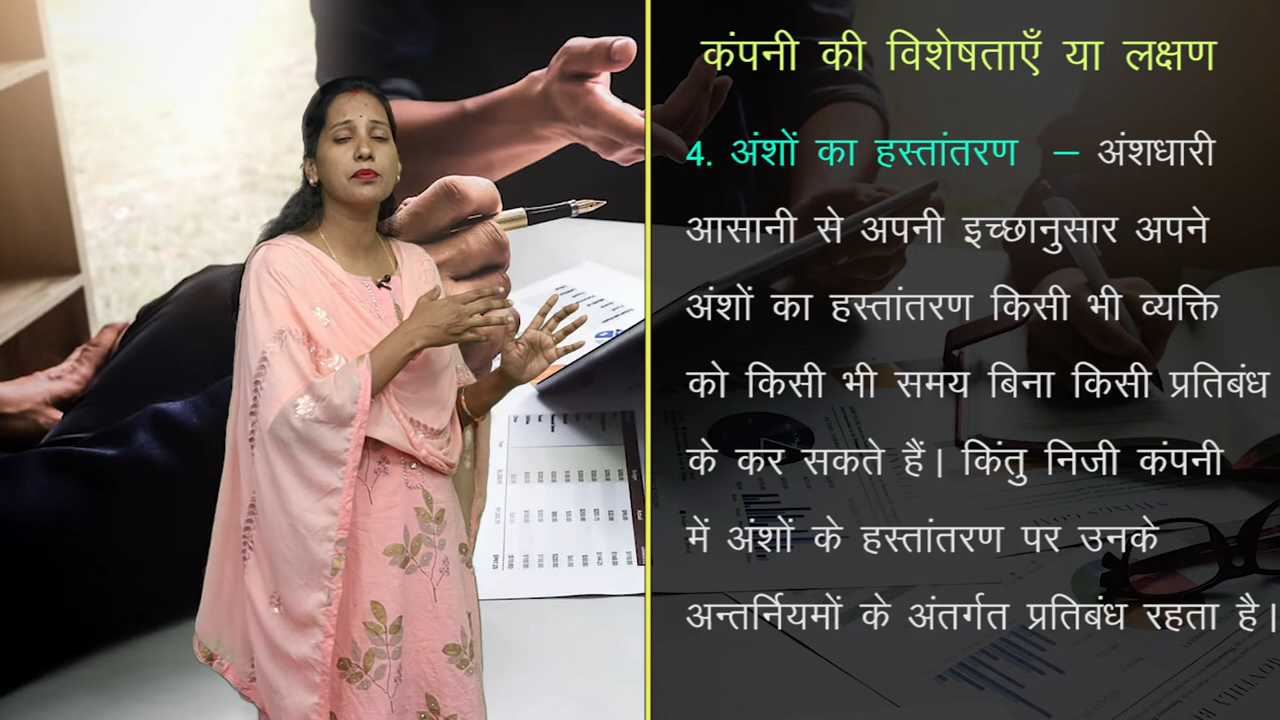 कंपनी की विशेषताएँ या लक्षण
4. अंशों का हस्तांतरण – अंशधारी
आसानी से अपनी इच्छानुसार अपने
अंशों का हस्तांतरण किसी भी व्यक्ति
को किसी भी समय बिना किसी प्रतिबंध
के कर सकते हैं। किंतु निजी कंपनी
में अंशों के हस्तांतरण पर उनके
अन्तर्नियमों के अंतर्गत प्रतिबंध रहता है।